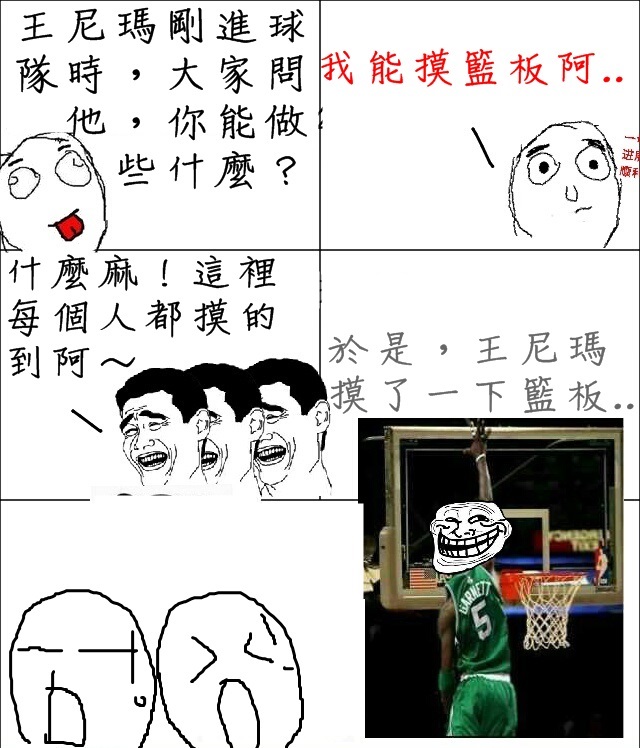 王尼瑪剛進球
隊時，大家問
他，你能做
些什麼？
我能摸籃板阿..
什麼麻！這裡
每個人都摸的
到阿～
於是，王尼瑪
摸了一下籃板..
GARNETT
5